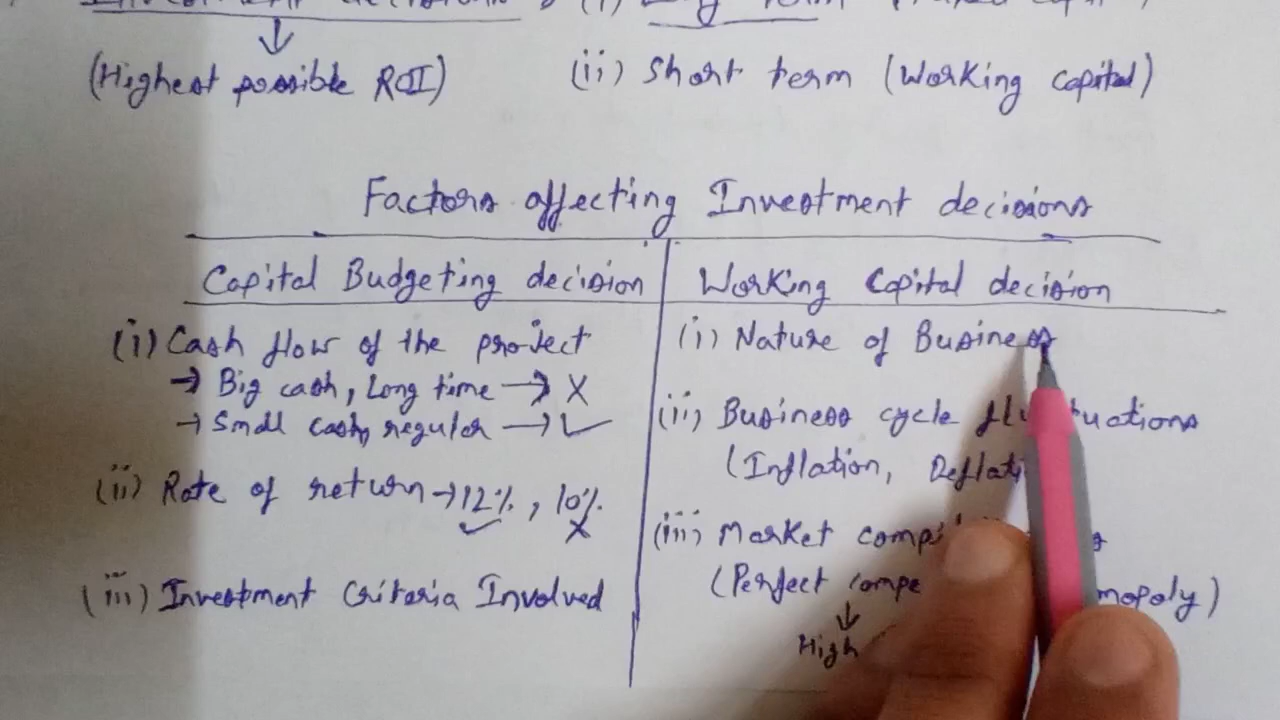 (Highest possible ROI)
(ii) Short term (Working capital)
Factors affecting Investment decisions
Capital Budgeting decision
(i) Cash flow of the project
→ Big cash, Long time → X
→ Small cash, regular → ✓
(ii) Rate of return → 12%, 10%
✓ X
(iii) Investment Criteria Involved
Working Capital decision
(i) Nature of Business
(ii) Business cycle
(Inflation,
(iii) Market
(Perfect
High